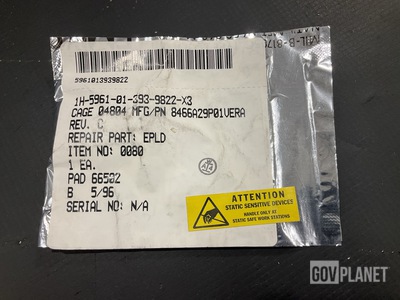 5961013939822
1H-5961-01-393-9822-X3
CAGE 04804 MFG/PN 8466A29P01VERA
REV. C
REPAIR PART: EPLD
ITEM NO: 0080
1 EA.
PAD 66532
B 5/96
SERIAL NO: N/A
ATTENTION
STATIC SENSITIVE DEVICES
HANDLE ONLY AT
STATIC SAFE WORK STATIONS
GOVPLANET